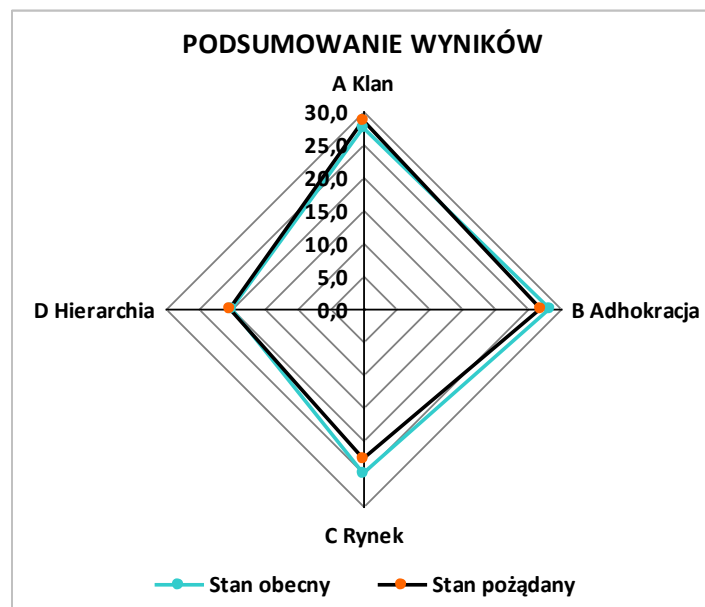 PODSUMOWANIE WYNIKÓW
A Klan
30,0
25,0
20,0
15,0
10,0
5,0
0,0
D Hierarchia
B Adhokracja
C Rynek
Stan obecny
Stan pożądany